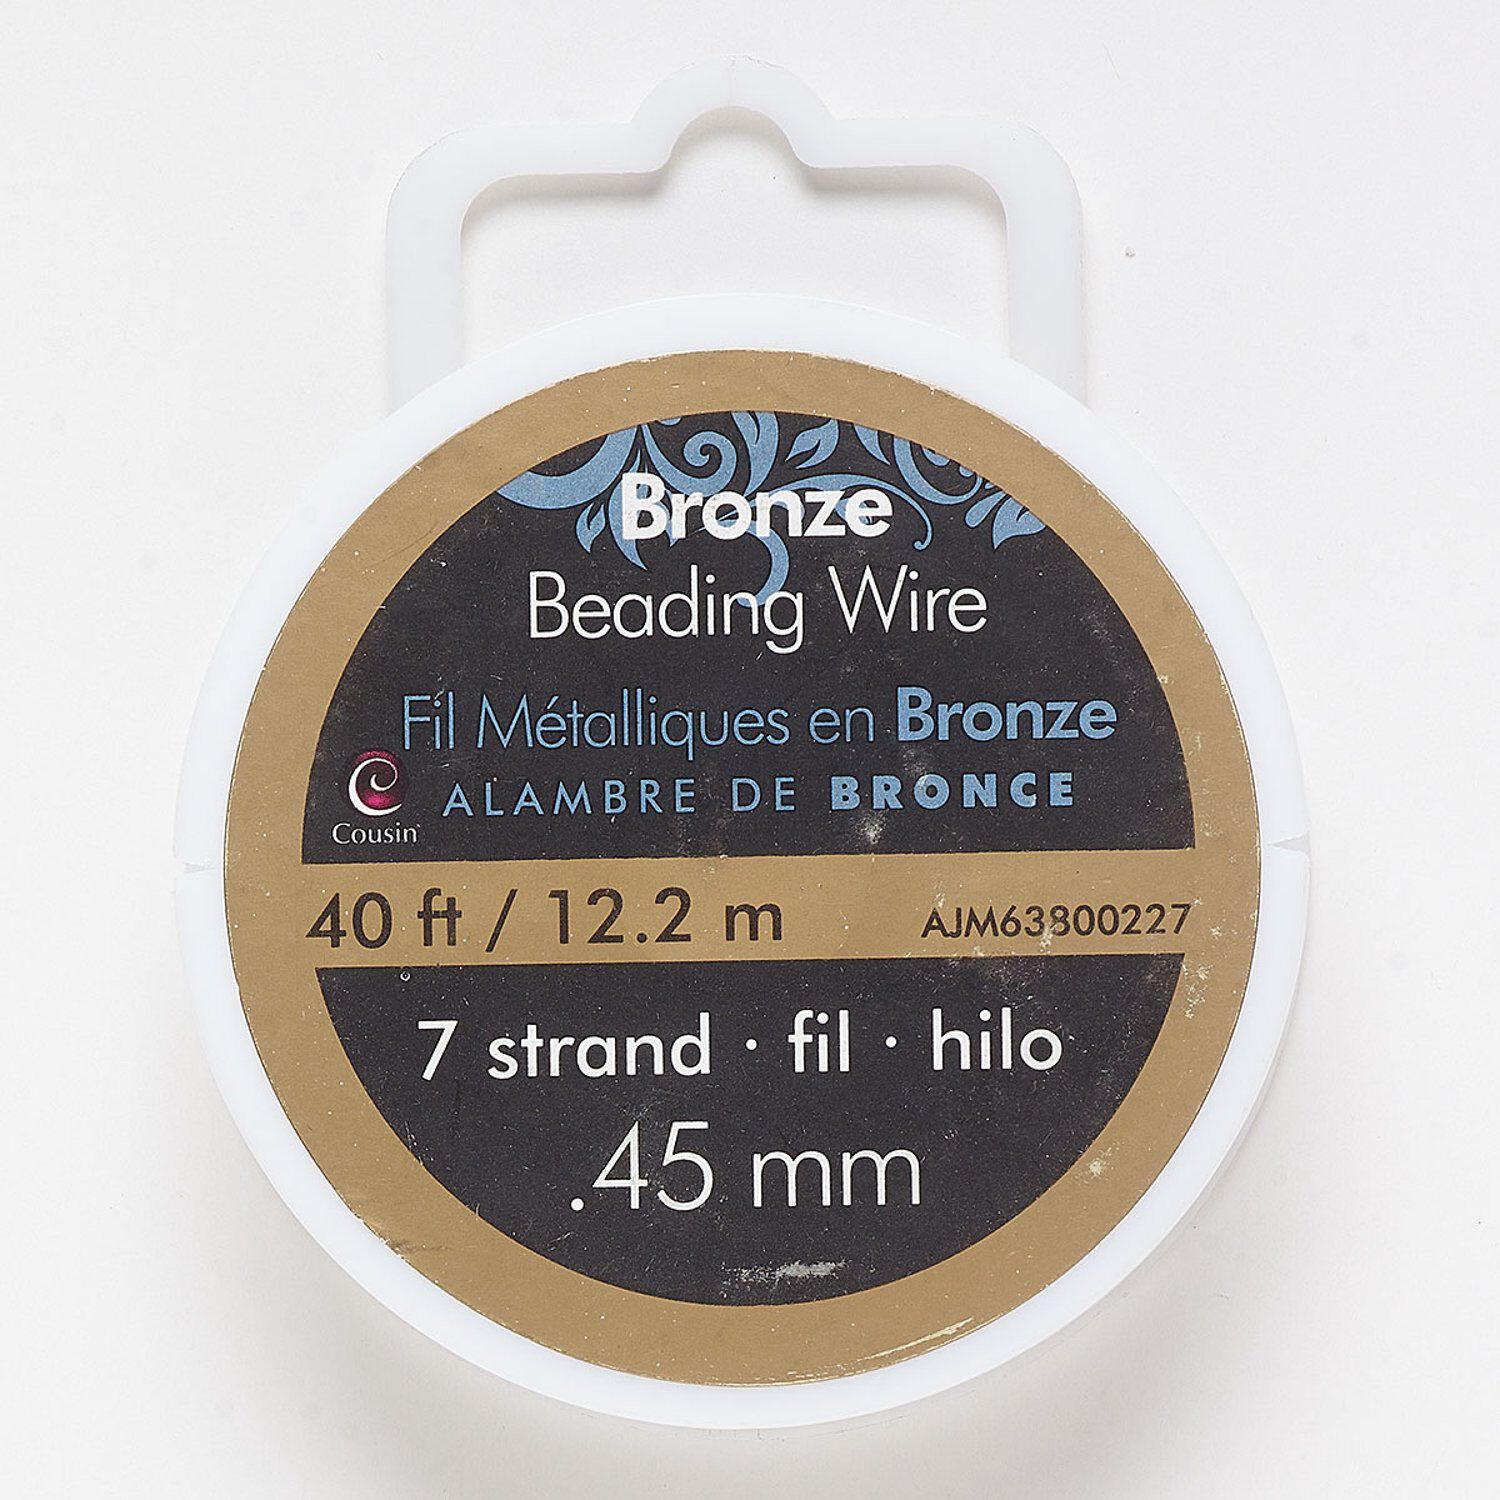 Bronze
Beading Wire
Fil Métalliques en Bronze
ALAMBRE DE BRONCE
Cousin
40 ft / 12.2 m
AJM63800227
7 strand · fil · hilo
.45 mm